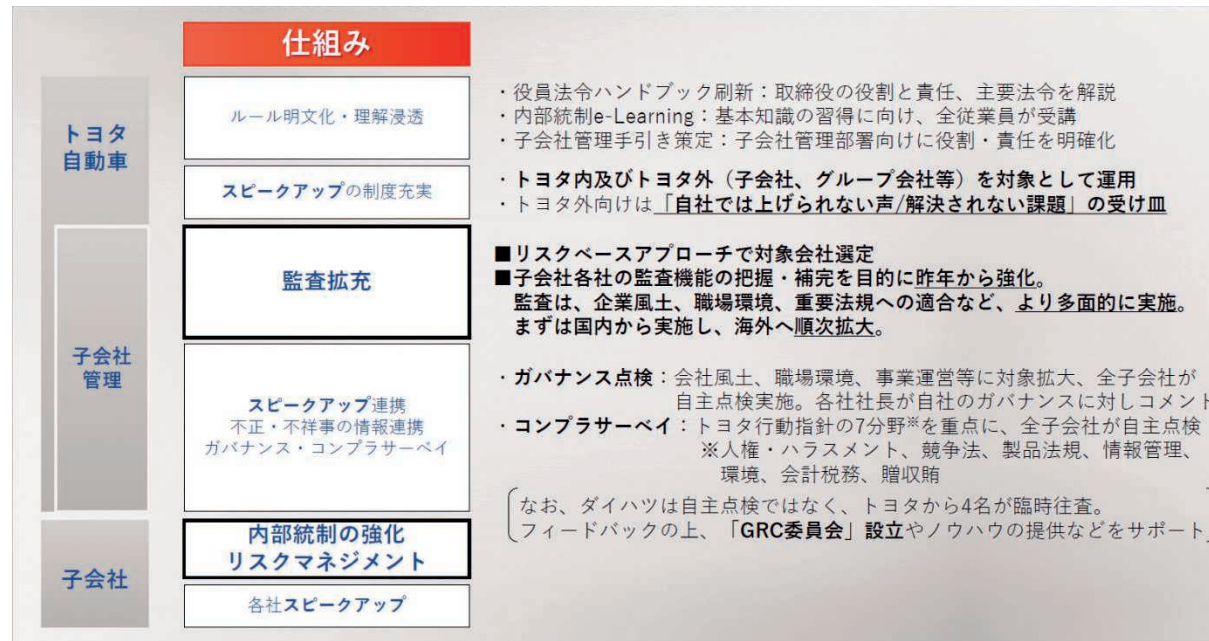 仕組み
トヨタ
自動車
ルール明文化・理解浸透
・役員法令ハンドブック刷新：取締役の役割と責任、主要法令を解説
・内部統制e-Learning：基本知識の習得に向け、全従業員が受講
・子会社管理手引き策定：子会社管理部署向けに役割・責任を明確化
スピークアップの制度充実
・トヨタ内及びトヨタ外（子会社、グループ会社等）を対象として運用
・トヨタ外向けは「自社では上げられない声/解決されない課題」の受け皿
子会社
管理
監査拡充
■リスクベースアプローチで対象会社選定
■子会社各社の監査機能の把握・補完を目的に昨年から強化。
監査は、企業風土、職場環境、重要法規への適合など、より多面的に実施。
まずは国内から実施し、海外へ順次拡大。
スピークアップ連携
不正・不祥事の情報連携
ガバナンス・コンプラサーベイ
・ガバナンス点検：会社風土、職場環境、事業運営等に対象拡大、全子会社が
自主点検実施。各社社長が自社のガバナンスに対しコメント
・コンプラサーベイ：トヨタ行動指針の7分野※を重点に、全子会社が自主点検
※人権・ハラスメント、競争法、製品法規、情報管理、
環境、会計税務、贈収賄
なお、ダイハツは自主点検ではなく、トヨタから4名が臨時往査。
フィードバックの上、「GRC委員会」設立やノウハウの提供などをサポート
子会社
内部統制の強化
リスクマネジメント
各社スピークアップ